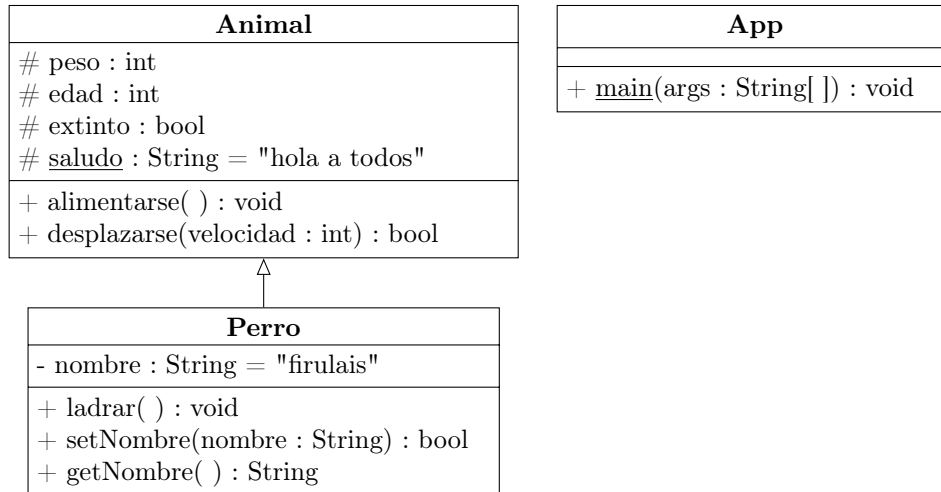 Animal
# peso : int
# edad : int
# extinto : bool
# saludo : String = "hola a todos"
+ alimentarse( ) : void
+ desplazarse(velocidad : int) : bool
App
+ main(args : String[ ]) : void
Perro
- nombre : String = "firulais"
+ ladrar( ) : void
+ setNombre(nombre : String) : bool
+ getNombre( ) : String